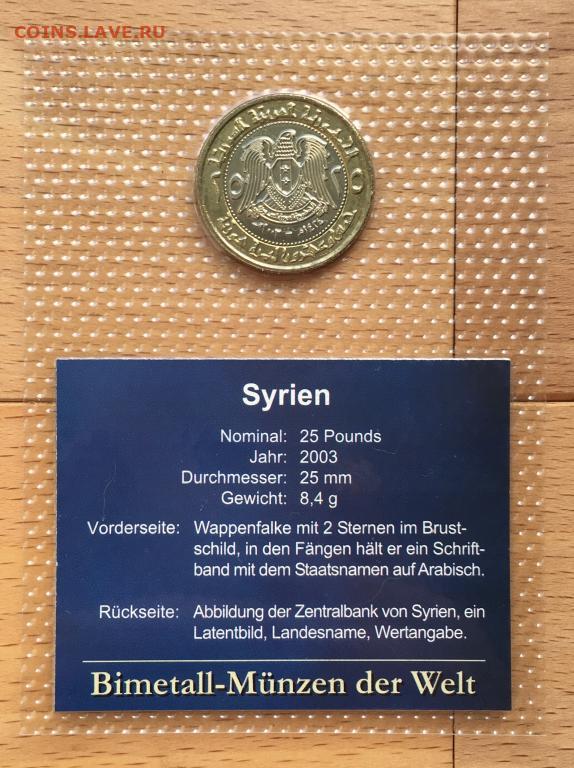 COINS.LAVE.RU
Syrien
Nominal: 25 Pounds
Jahr: 2003
Durchmesser: 25 mm
Gewicht: 8,4 g
Vorderseite: Wappenfalke mit 2 Sternen im Brust-
schild, in den Fängen hält er ein Schrift-
band mit dem Staatsnamen auf Arabisch.
Rückseite: Abbildung der Zentralbank von Syrien, ein
Latentbild, Landesname, Wertangabe.
Bimetall-Münzen der Welt